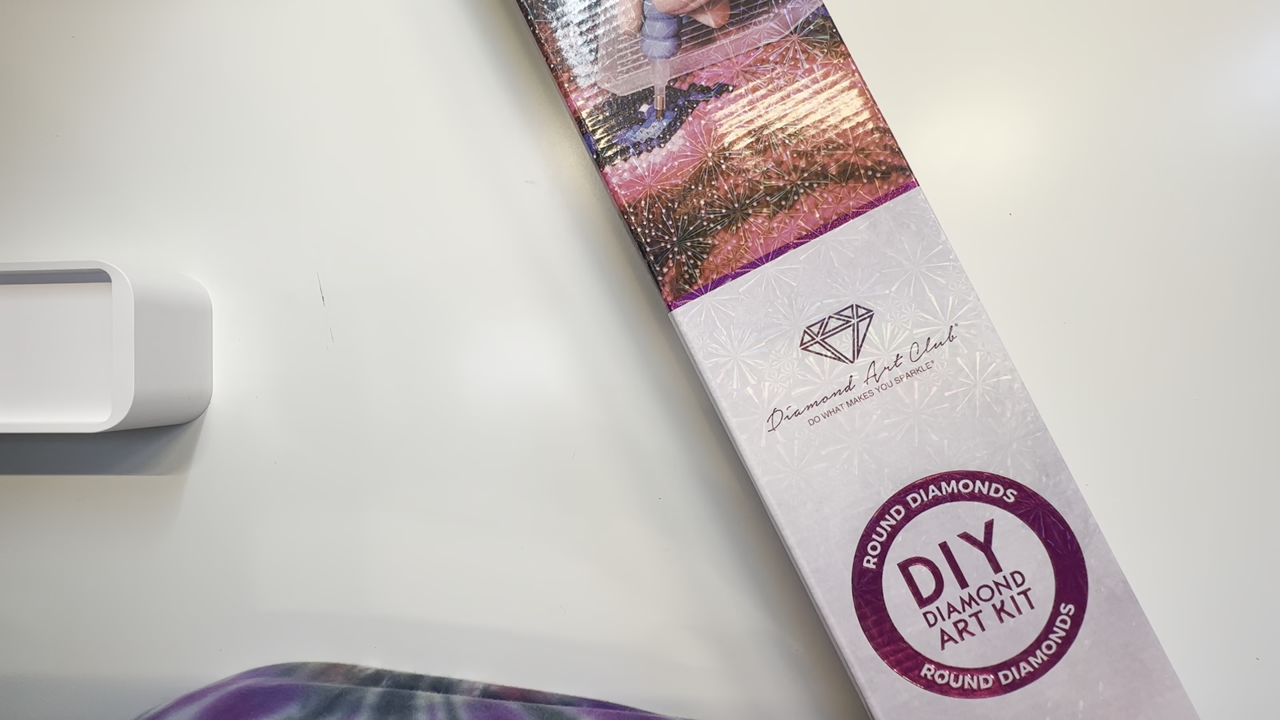 Diamond Art Club®
DO WHAT MAKES YOU SPARKLE®
ROUND DIAMONDS
DIY
DIAMOND
ART KIT
ROUND DIAMONDS